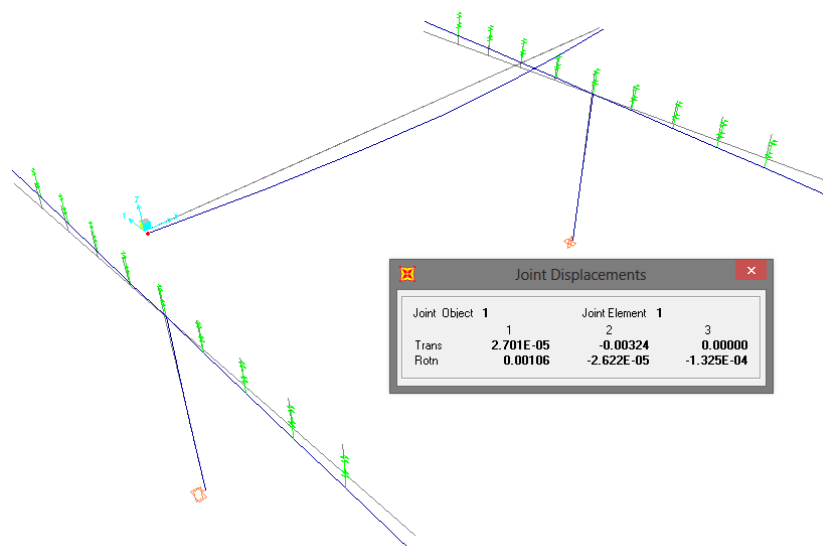 Z
Joint Displacements
Joint Object 1 Joint Element 1
1 2 3
Trans 2.701E-05 -0.00324 0.00000
Rotn 0.00106 -2.622E-05 -1.325E-04